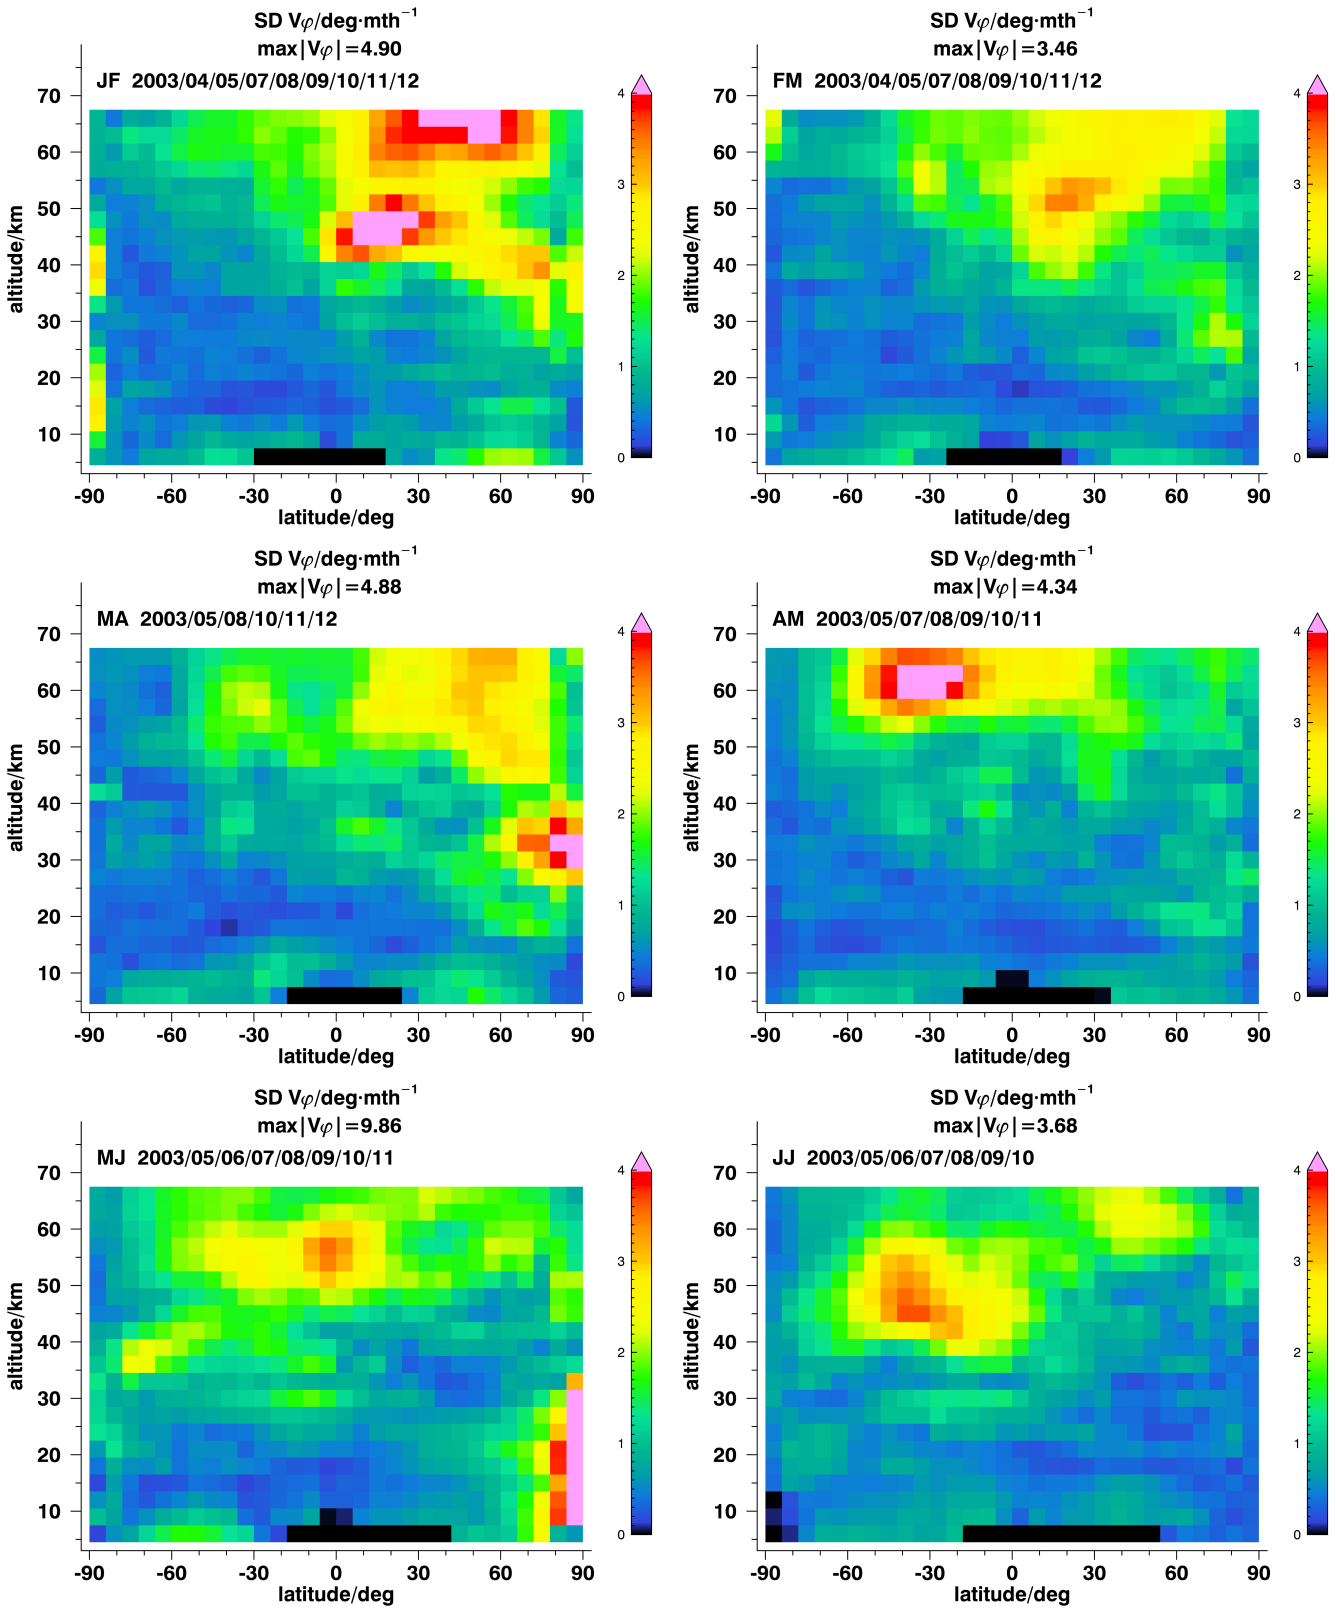 SD Vφ/deg·mth⁻¹
max|Vφ|=4.90
JF 2003/04/05/07/08/09/10/11/12
70
60
50
40
30
20
10
altitude/km
-90 -60 -30 0 30 60 90
latitude/deg
4
3
2
1
0
SD Vφ/deg·mth⁻¹
max|Vφ|=3.46
FM 2003/04/05/07/08/09/10/11/12
70
60
50
40
30
20
10
altitude/km
-90 -60 -30 0 30 60 90
latitude/deg
4
3
2
1
0
SD Vφ/deg·mth⁻¹
max|Vφ|=4.88
MA 2003/05/08/10/11/12
70
60
50
40
30
20
10
altitude/km
-90 -60 -30 0 30 60 90
latitude/deg
4
3
2
1
0
SD Vφ/deg·mth⁻¹
max|Vφ|=4.34
AM 2003/05/07/08/09/10/11
70
60
50
40
30
20
10
altitude/km
-90 -60 -30 0 30 60 90
latitude/deg
4
3
2
1
0
SD Vφ/deg·mth⁻¹
max|Vφ|=9.86
MJ 2003/05/06/07/08/09/10/11
70
60
50
40
30
20
10
altitude/km
-90 -60 -30 0 30 60 90
latitude/deg
4
3
2
1
0
SD Vφ/deg·mth⁻¹
max|Vφ|=3.68
JJ 2003/05/06/07/08/09/10
70
60
50
40
30
20
10
altitude/km
-90 -60 -30 0 30 60 90
latitude/deg
4
3
2
1
0